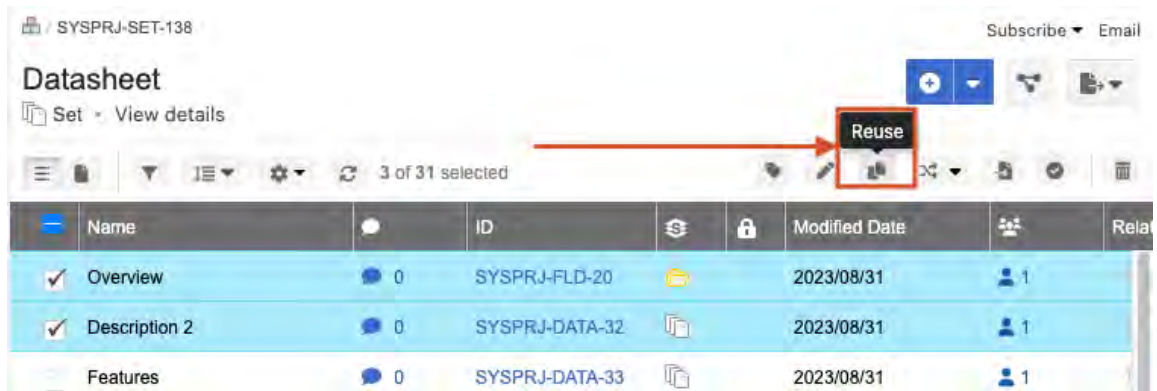 / SYSPRJ-SET-138
Subscribe Email
Datasheet
Set - View details
Reuse
3 of 31 selected
Name ID Modified Date Relat
Overview 0 SYSPRJ-FLD-20 2023/08/31 1
Description 2 0 SYSPRJ-DATA-32 2023/08/31 1
Features 0 SYSPRJ-DATA-33 2023/08/31 1